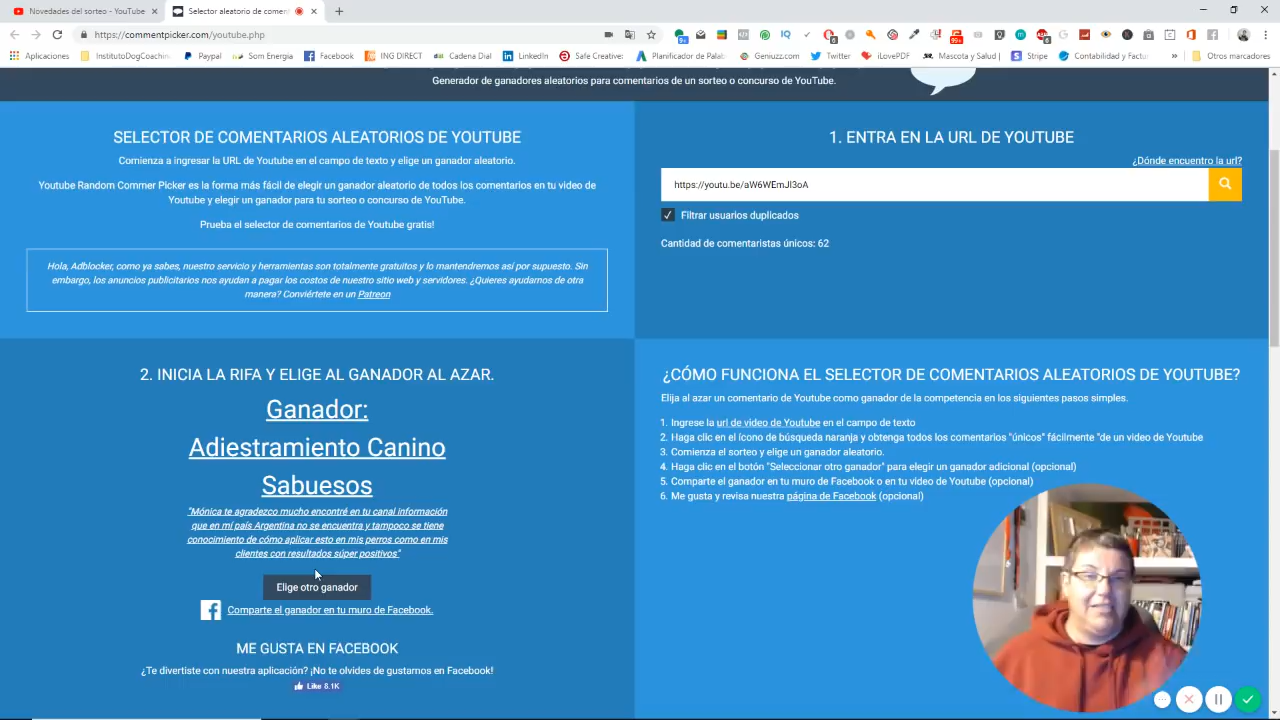 Novedades del sorteo - YouTube
Selector aleatorio de coment
https://commentpicker.com/youtube.php
Aplicaciones
InstitutoDogCoaching
Paypal
Som Energia
Facebook
ING DIRECT
Cadena Dial
LinkedIn
Safe Creative:
Planificador de Palab
Geniuzz.com
Twitter
iLovePDF
Mascota y Salud |
Stripe
Contabilidad y Factu
»
Otros marcadores
Generador de ganadores aleatorios para comentarios de un sorteo o concurso de YouTube.
SELECTOR DE COMENTARIOS ALEATORIOS DE YOUTUBE
Comienza a ingresar la URL de Youtube en el campo de texto y elige un ganador aleatorio.
Youtube Random Commer Picker es la forma más fácil de elegir un ganador aleatorio de todos los comentarios en tu video de
Youtube y elegir un ganador para tu sorteo o concurso de YouTube.
Prueba el selector de comentarios de Youtube gratis!
Hola, Adblocker, como ya sabes, nuestro servicio y herramientas son totalmente gratuitos y lo mantendremos así por supuesto. Sin
embargo, los anuncios publicitarios nos ayudan a pagar los costos de nuestro sitio web y servidores. ¿Quieres ayudarnos de otra
manera? Conviértete en un Patreon
1. ENTRA EN LA URL DE YOUTUBE
¿Dónde encuentro la url?
https://youtu.be/aW6WEmJI3oA
Filtrar usuarios duplicados
Cantidad de comentaristas únicos: 62
2. INICIA LA RIFA Y ELIGE AL GANADOR AL AZAR.
Ganador:
Adiestramiento Canino
Sabuesos
"Mónica te agradezco mucho encontré en tu canal información
que en mí país Argentina no se encuentra y tampoco se tiene
conocimiento de cómo aplicar esto en mis perros como en mis
clientes con resultados súper positivos"
Elige otro ganador
Comparte el ganador en tu muro de Facebook.
ME GUSTA EN FACEBOOK
¿Te divertiste con nuestra aplicación? ¡No te olvides de gustarnos en Facebook!
Like 8.1K
¿CÓMO FUNCIONA EL SELECTOR DE COMENTARIOS ALEATORIOS DE YOUTUBE?
Elija al azar un comentario de Youtube como ganador de la competencia en los siguientes pasos simples.
1. Ingrese la url de video de Youtube en el campo de texto
2. Haga clic en el ícono de búsqueda naranja y obtenga todos los comentarios "únicos" fácilmente "de un video de Youtube
3. Comienza el sorteo y elige un ganador aleatorio.
4. Haga clic en el botón "Seleccionar otro ganador" para elegir un ganador adicional (opcional)
5. Comparte el ganador en tu muro de Facebook o en tu video de Youtube (opcional)
6. Me gusta y revisa nuestra página de Facebook (opcional)